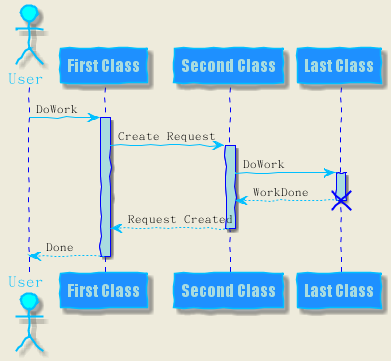 User
First Class
Second Class
Last Class
DoWork
Create Request
DoWork
WorkDone
Request Created
Done
User
First Class
Second Class
Last Class